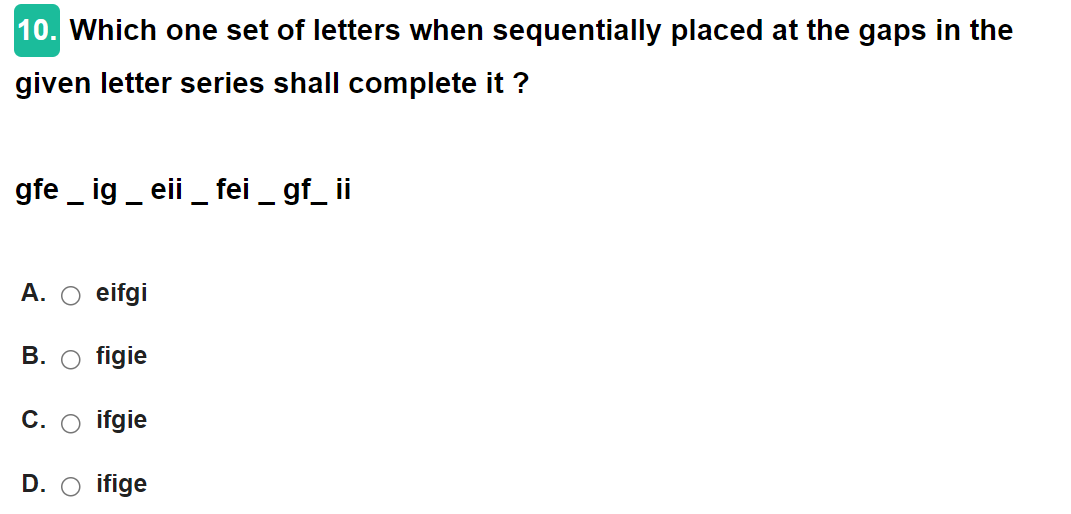 10. Which one set of letters when sequentially placed at the gaps in the
given letter series shall complete it ?
gfe _ ig _ eii _ fei _ gf_ ii
A. eifgi
B. figie
C. ifgie
D. ifige